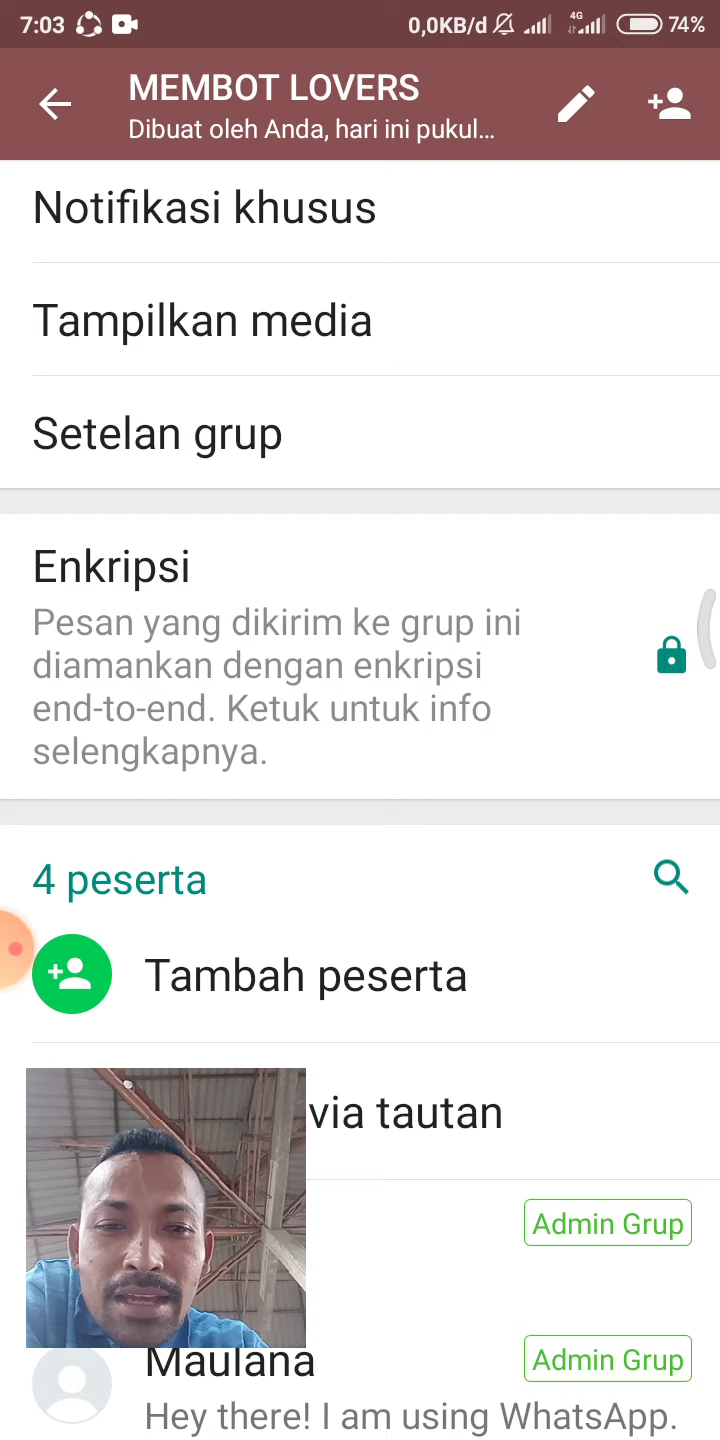 7:03 0,0KB/d 4G 74%
MEMBOT LOVERS
Dibuat oleh Anda, hari ini pukul...
Notifikasi khusus
Tampilkan media
Setelan grup
Enkripsi
Pesan yang dikirim ke grup ini
diamankan dengan enkripsi
end-to-end. Ketuk untuk info
selengkapnya.
4 peserta
Tambah peserta
via tautan
Admin Grup
Maulana Admin Grup
Hey there! I am using WhatsApp.